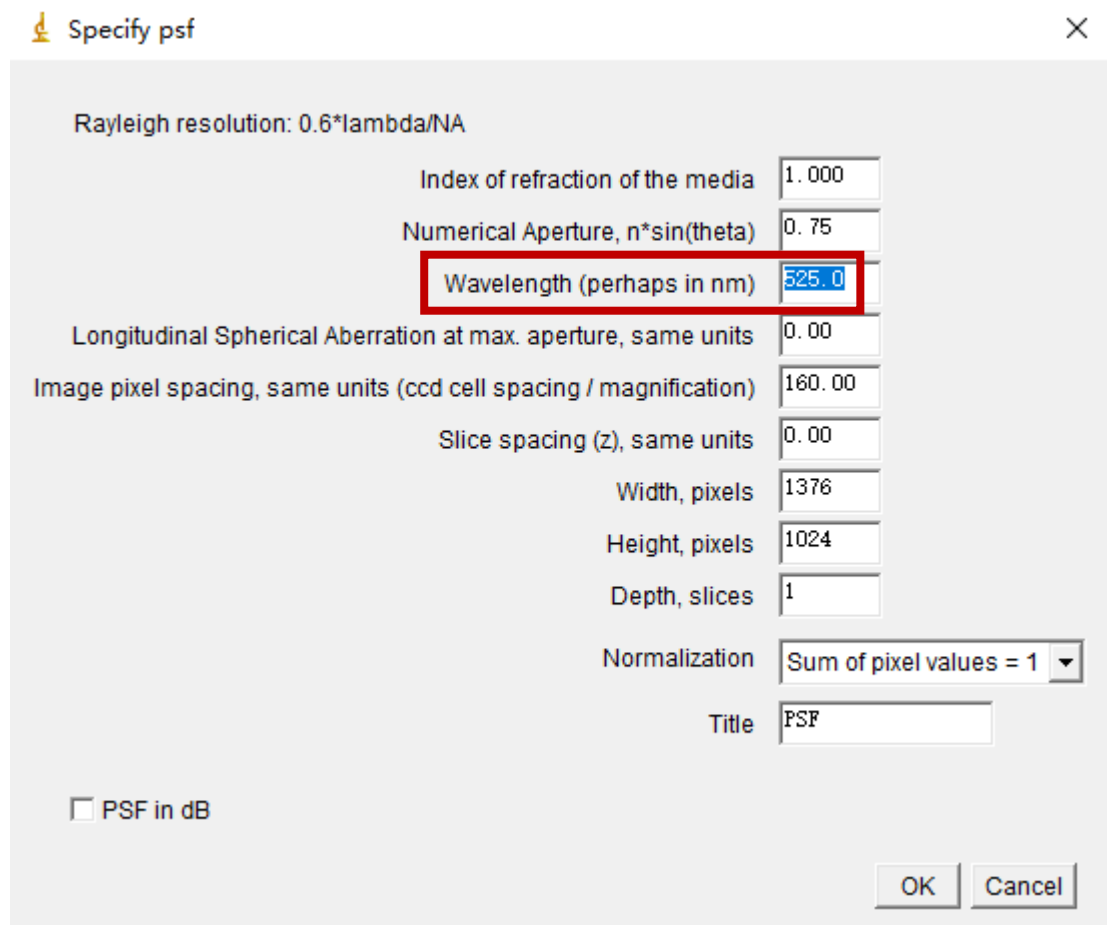 Specify psf
Rayleigh resolution: 0.6*lambda/NA
Index of refraction of the media 1.000
Numerical Aperture, n*sin(theta) 0.75
Wavelength (perhaps in nm) 525.0
Longitudinal Spherical Aberration at max. aperture, same units 0.00
Image pixel spacing, same units (ccd cell spacing / magnification) 160.00
Slice spacing (z), same units 0.00
Width, pixels 1376
Height, pixels 1024
Depth, slices 1
Normalization Sum of pixel values = 1
Title PSF
PSF in dB
OK Cancel